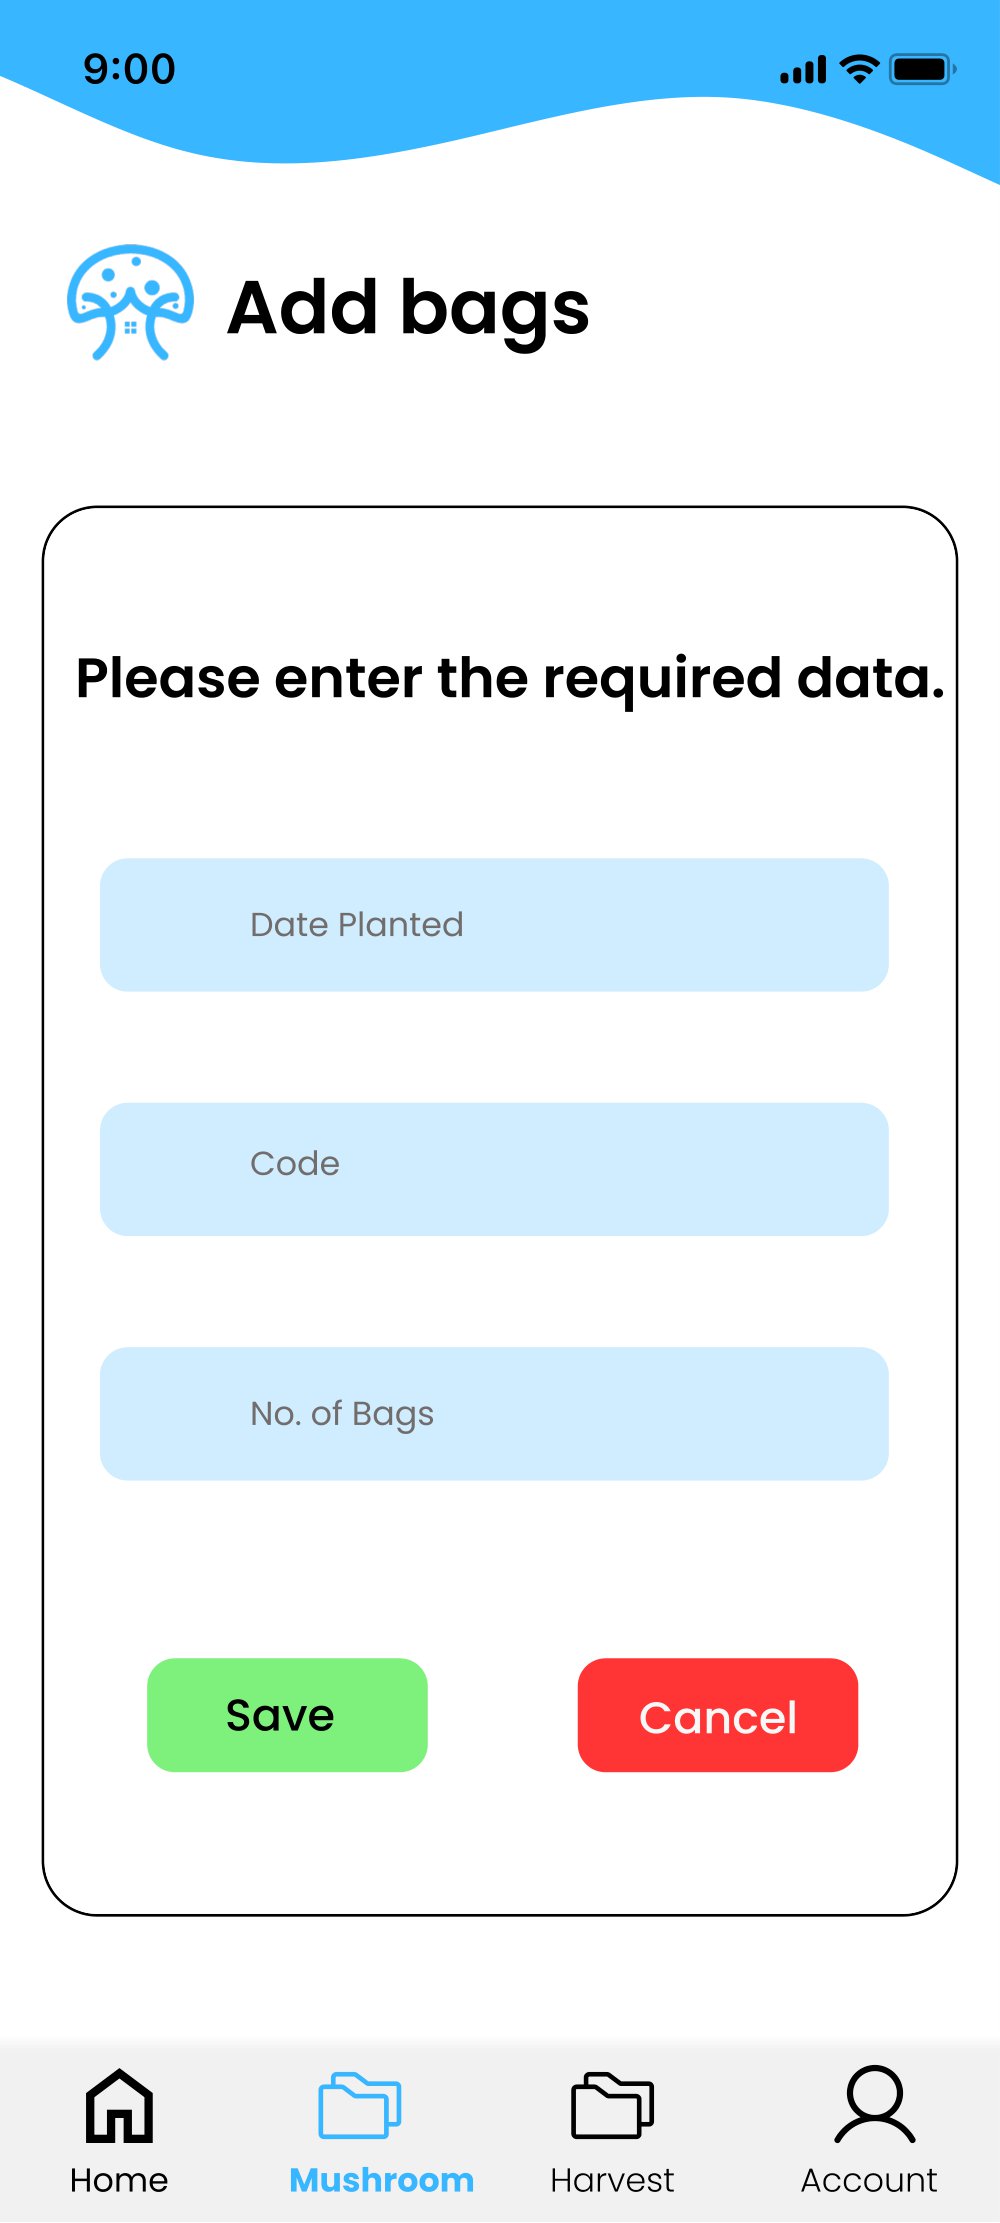 9:00
Add bags
Please enter the required data.
Date Planted
Code
No. of Bags
Save
Cancel
Home
Mushroom
Harvest
Account